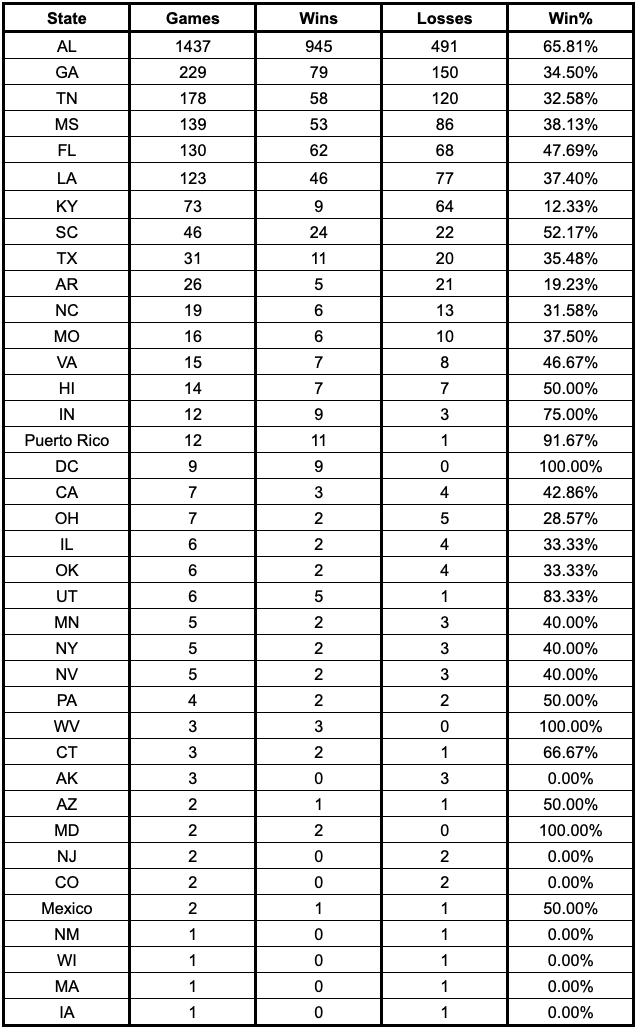 State Games Wins Losses Win%
AL 1437 945 491 65.81%
GA 229 79 150 34.50%
TN 178 58 120 32.58%
MS 139 53 86 38.13%
FL 130 62 68 47.69%
LA 123 46 77 37.40%
KY 73 9 64 12.33%
SC 46 24 22 52.17%
TX 31 11 20 35.48%
AR 26 5 21 19.23%
NC 19 6 13 31.58%
MO 16 6 10 37.50%
VA 15 7 8 46.67%
HI 14 7 7 50.00%
IN 12 9 3 75.00%
Puerto Rico 12 11 1 91.67%
DC 9 9 0 100.00%
CA 7 3 4 42.86%
OH 7 2 5 28.57%
IL 6 2 4 33.33%
OK 6 2 4 33.33%
UT 6 5 1 83.33%
MN 5 2 3 40.00%
NY 5 2 3 40.00%
NV 5 2 3 40.00%
PA 4 2 2 50.00%
WV 3 3 0 100.00%
CT 3 2 1 66.67%
AK 3 0 3 0.00%
AZ 2 1 1 50.00%
MD 2 2 0 100.00%
NJ 2 0 2 0.00%
CO 2 0 2 0.00%
Mexico 2 1 1 50.00%
NM 1 0 1 0.00%
WI 1 0 1 0.00%
MA 1 0 1 0.00%
IA 1 0 1 0.00%